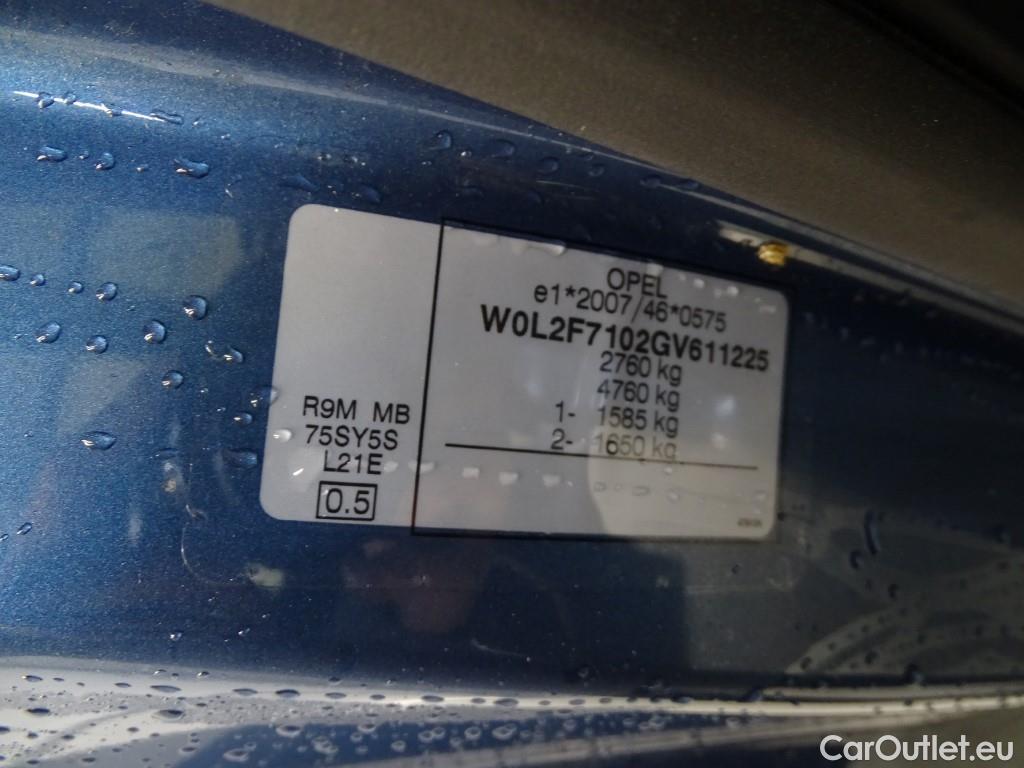 OPEL
e1*2007/46*0575
W0L2F7102GV611225
2760 kg
4760 kg
1- 1585 kg
2- 1650 kg
R9M MB
75SY5S
L21E
0.5
CarOutlet.eu